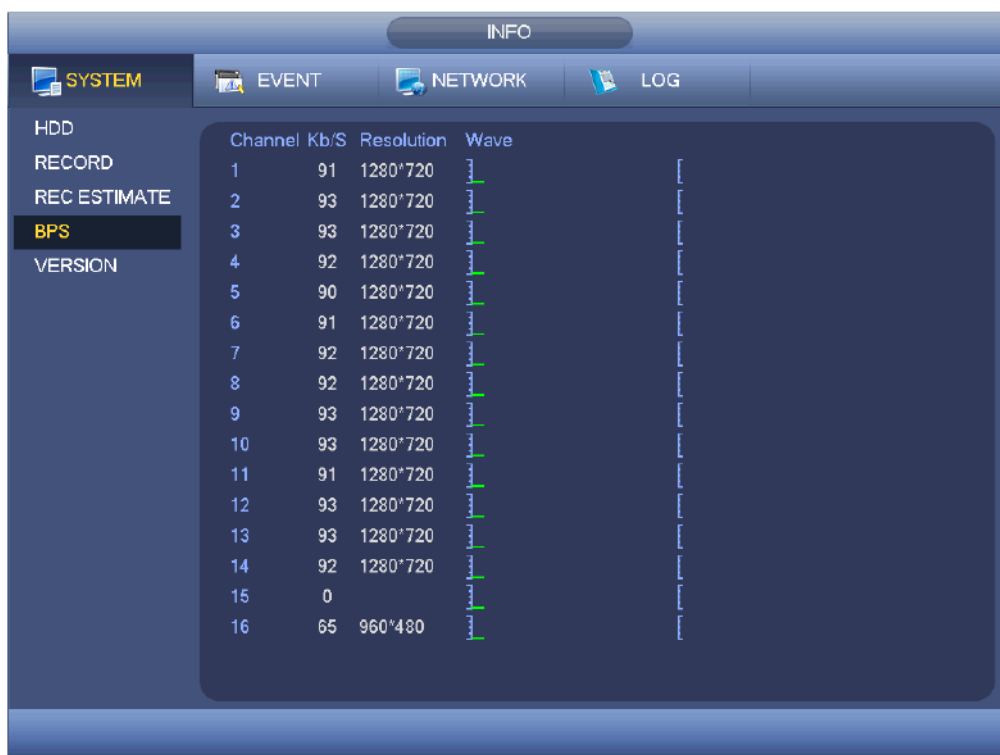 INFO
SYSTEM EVENT NETWORK LOG
HDD
RECORD
REC ESTIMATE
BPS
VERSION
Channel Kb/S Resolution Wave
1 91 1280*720
2 93 1280*720
3 93 1280*720
4 92 1280*720
5 90 1280*720
6 91 1280*720
7 92 1280*720
8 92 1280*720
9 93 1280*720
10 93 1280*720
11 91 1280*720
12 93 1280*720
13 93 1280*720
14 92 1280*720
15 0
16 65 960*480